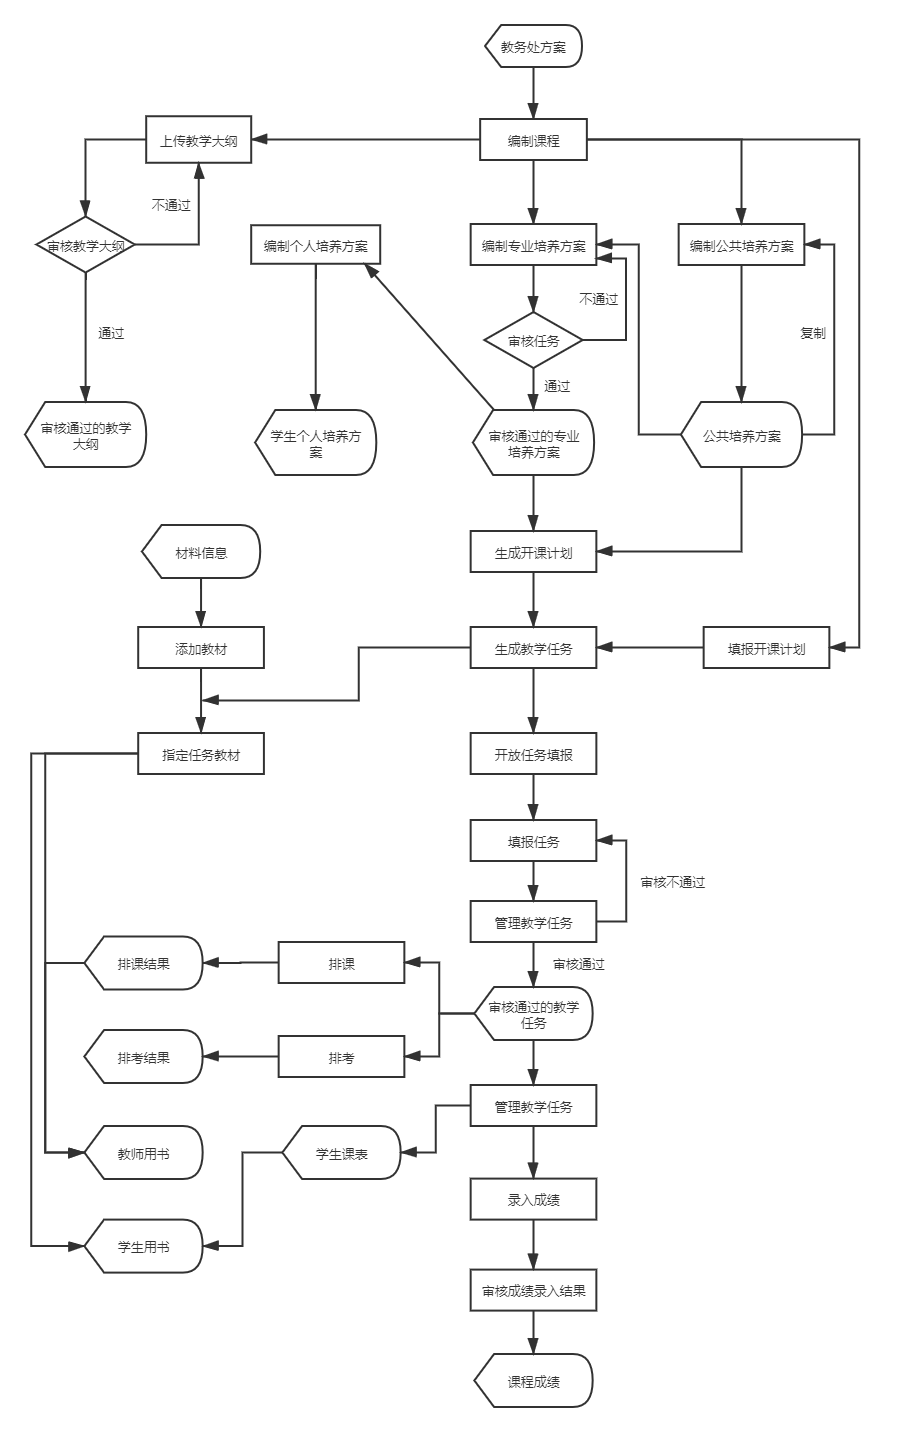 教务处方案
上传教学大纲
编制课程
不通过
审核教学大纲
编制个人培养方案
编制专业培养方案
编制公共培养方案
不通过
通过
审核任务
复制
通过
审核通过的教学
大纲
学生个人培养方
案
审核通过的专业
培养方案
公共培养方案
材料信息
生成开课计划
添加教材
生成教学任务
填报开课计划
指定任务教材
开放任务填报
填报任务
审核不通过
管理教学任务
排课结果
排课
审核通过
审核通过的教学
任务
排考结果
排考
管理教学任务
教师用书
学生课表
录入成绩
学生用书
审核成绩录入结果
课程成绩